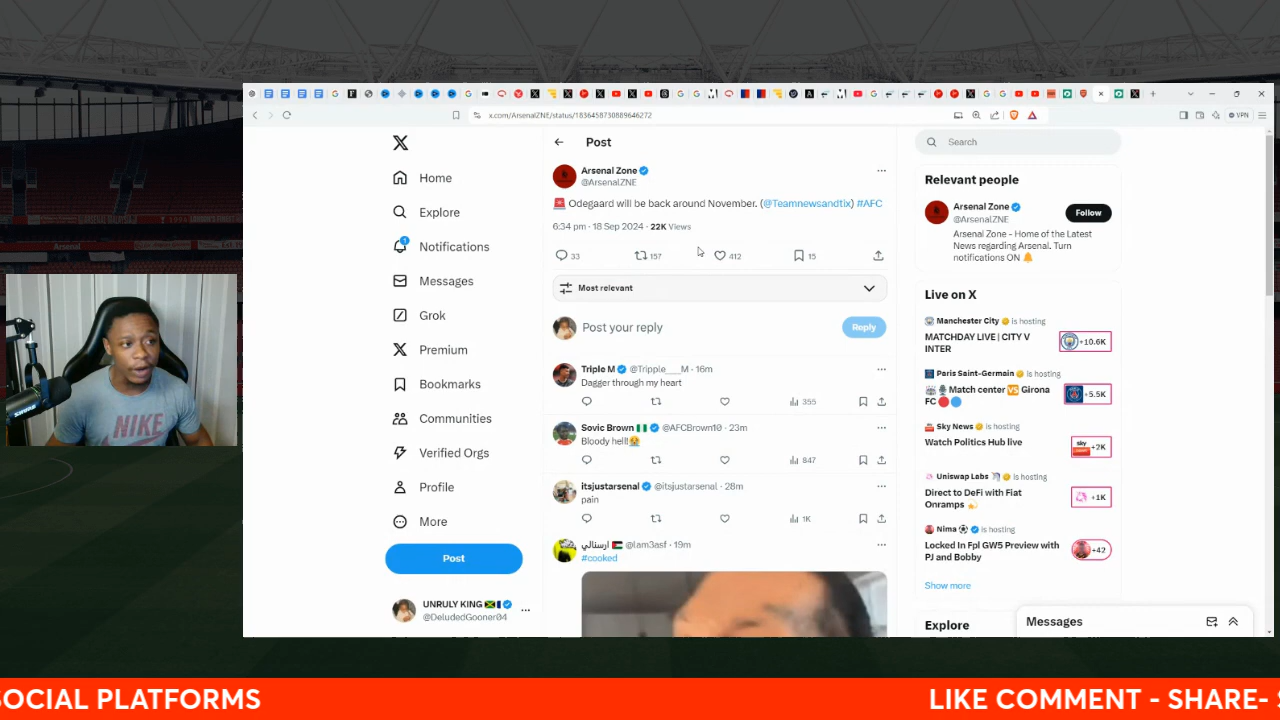 x.com/ArsenalZNE/status/1836458730889646272
VPN
Home
Explore
Notifications
Messages
Grok
Premium
Bookmarks
Communities
Verified Orgs
Profile
More
Post
UNRULY KING 🇯🇲
@DeludedGooner04
Post
Arsenal Zone
@ArsenalZNE
🚨 Odegaard will be back around November. (@Teamnewsandtix) #AFC
6:34 pm · 18 Sep 2024 · 22K Views
33 157 412 15
Most relevant
Post your reply
Reply
Triple M @Tripple___M · 16m
Dagger through my heart
355
Sovic Brown 🇳🇬 @AFCBrown10 · 23m
Bloody hell!😭
847
itsjustarsenal @itsjustarsenal · 28m
pain
1K
ارسنالي 🇵🇸 @lam3asf · 19m
#cooked
Search
Relevant people
Arsenal Zone
@ArsenalZNE
Follow
Arsenal Zone - Home of the Latest
News regarding Arsenal. Turn
notifications ON 🔔
Live on X
Manchester City is hosting
MATCHDAY LIVE | CITY V
INTER
+10.6K
Paris Saint-Germain is hosting
Match center 🆚 Girona
FC 🔴🔵
+5.5K
Sky News is hosting
Watch Politics Hub live
+2K
Uniswap Labs is hosting
Direct to DeFi with Fiat
Onramps
+1K
Nima ⚽ is hosting
Locked In Fpl GW5 Preview with
PJ and Bobby
+42
Show more
Explore
Messages
SHURE
NIKE
SOCIAL PLATFORMS
LIKE COMMENT - SHARE-